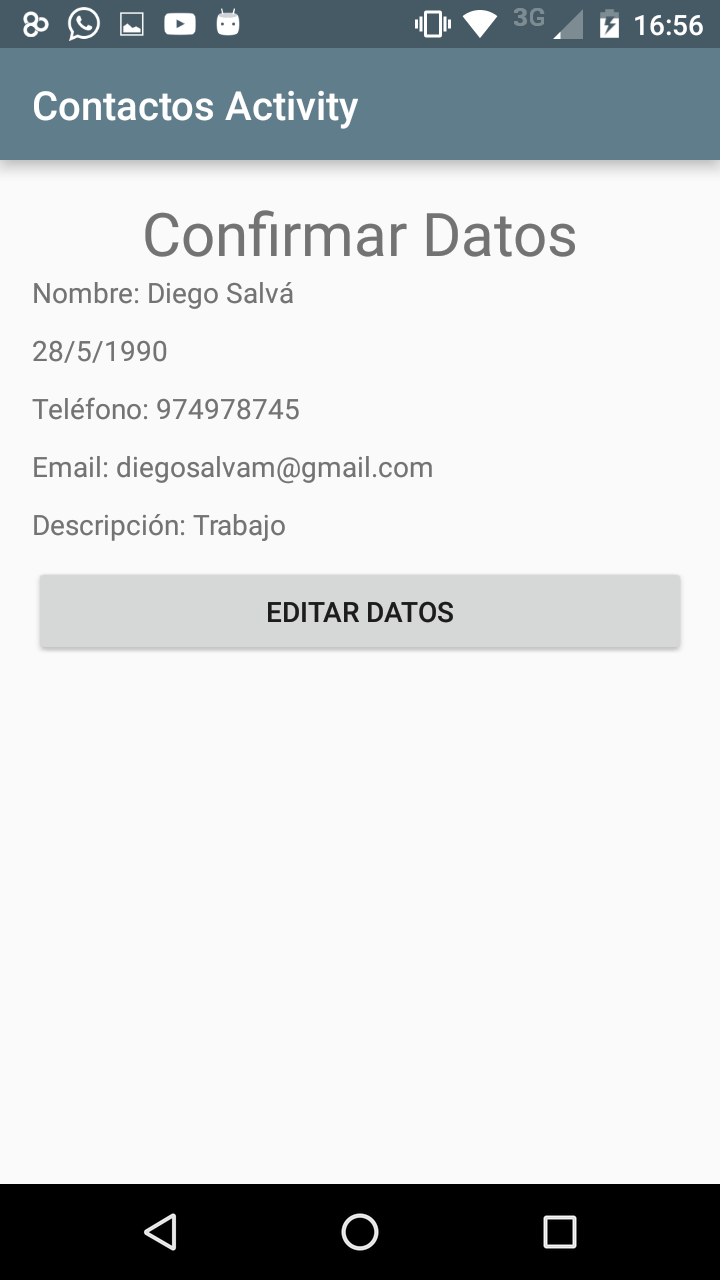 3G 16:56
Contactos Activity
Confirmar Datos
Nombre: Diego Salvá
28/5/1990
Teléfono: 974978745
Email: diegosalvam@gmail.com
Descripción: Trabajo
EDITAR DATOS